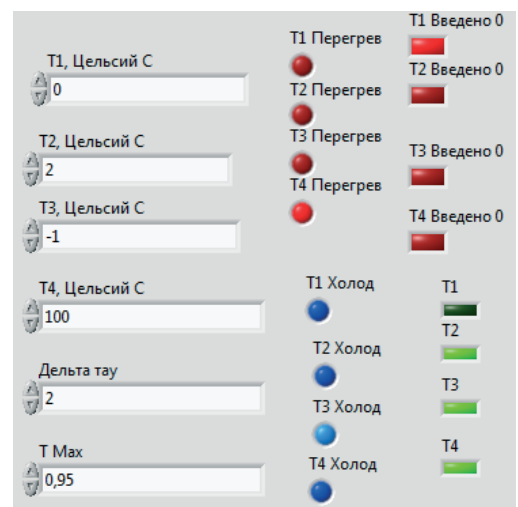 T1, Цельсий С
0
T2, Цельсий С
2
T3, Цельсий С
-1
T4, Цельсий С
100
Дельта тау
2
T Max
0,95
T1 Перегрев
T2 Перегрев
T3 Перегрев
T4 Перегрев
T1 Введено 0
T2 Введено 0
T3 Введено 0
T4 Введено 0
T1 Холод
T2 Холод
T3 Холод
T4 Холод
T1
T2
T3
T4